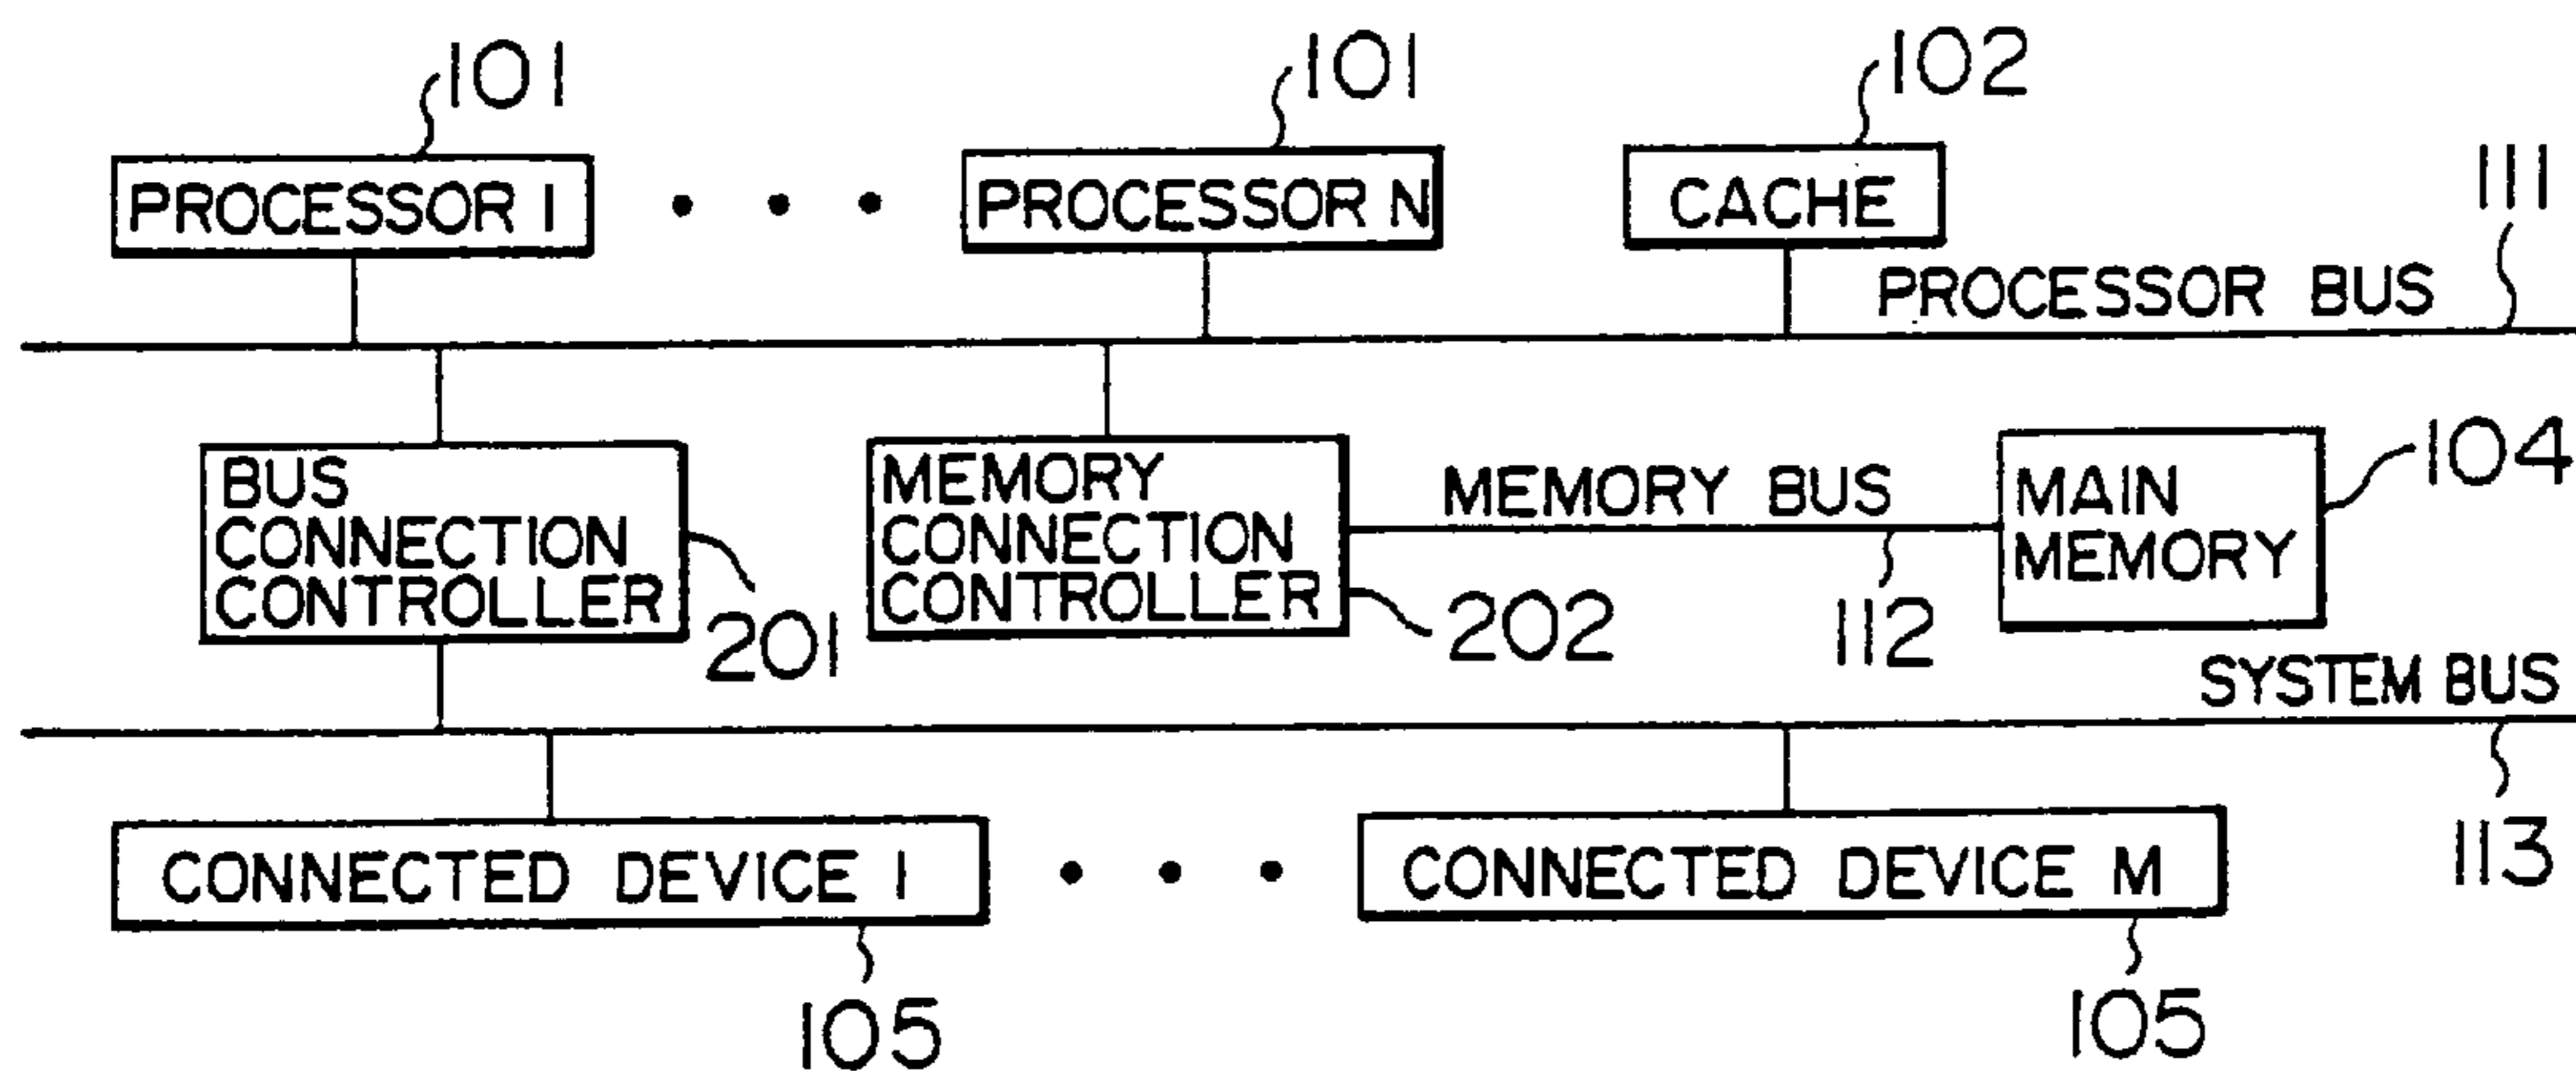 101
101
102
PROCESSOR 1
PROCESSOR N
CACHE
111
PROCESSOR BUS
BUS
CONNECTION
CONTROLLER
201
MEMORY
CONNECTION
CONTROLLER
202
MEMORY BUS
112
MAIN
MEMORY
104
SYSTEM BUS
113
CONNECTED DEVICE 1
CONNECTED DEVICE M
105
105